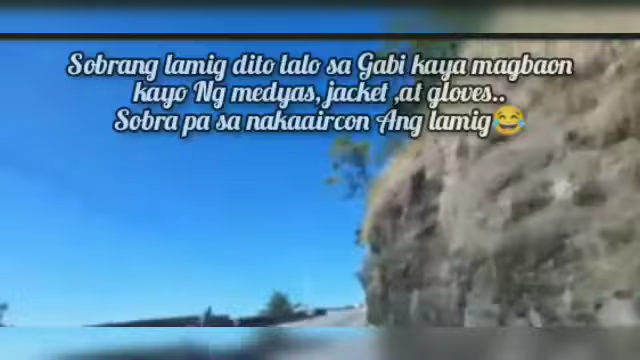 Sobrang lamig dito lalo sa Gabi kaya magbaon
kayo Ng medyas, jacket ,at gloves..
Sobra pa sa nakaaircon Ang lamig😂